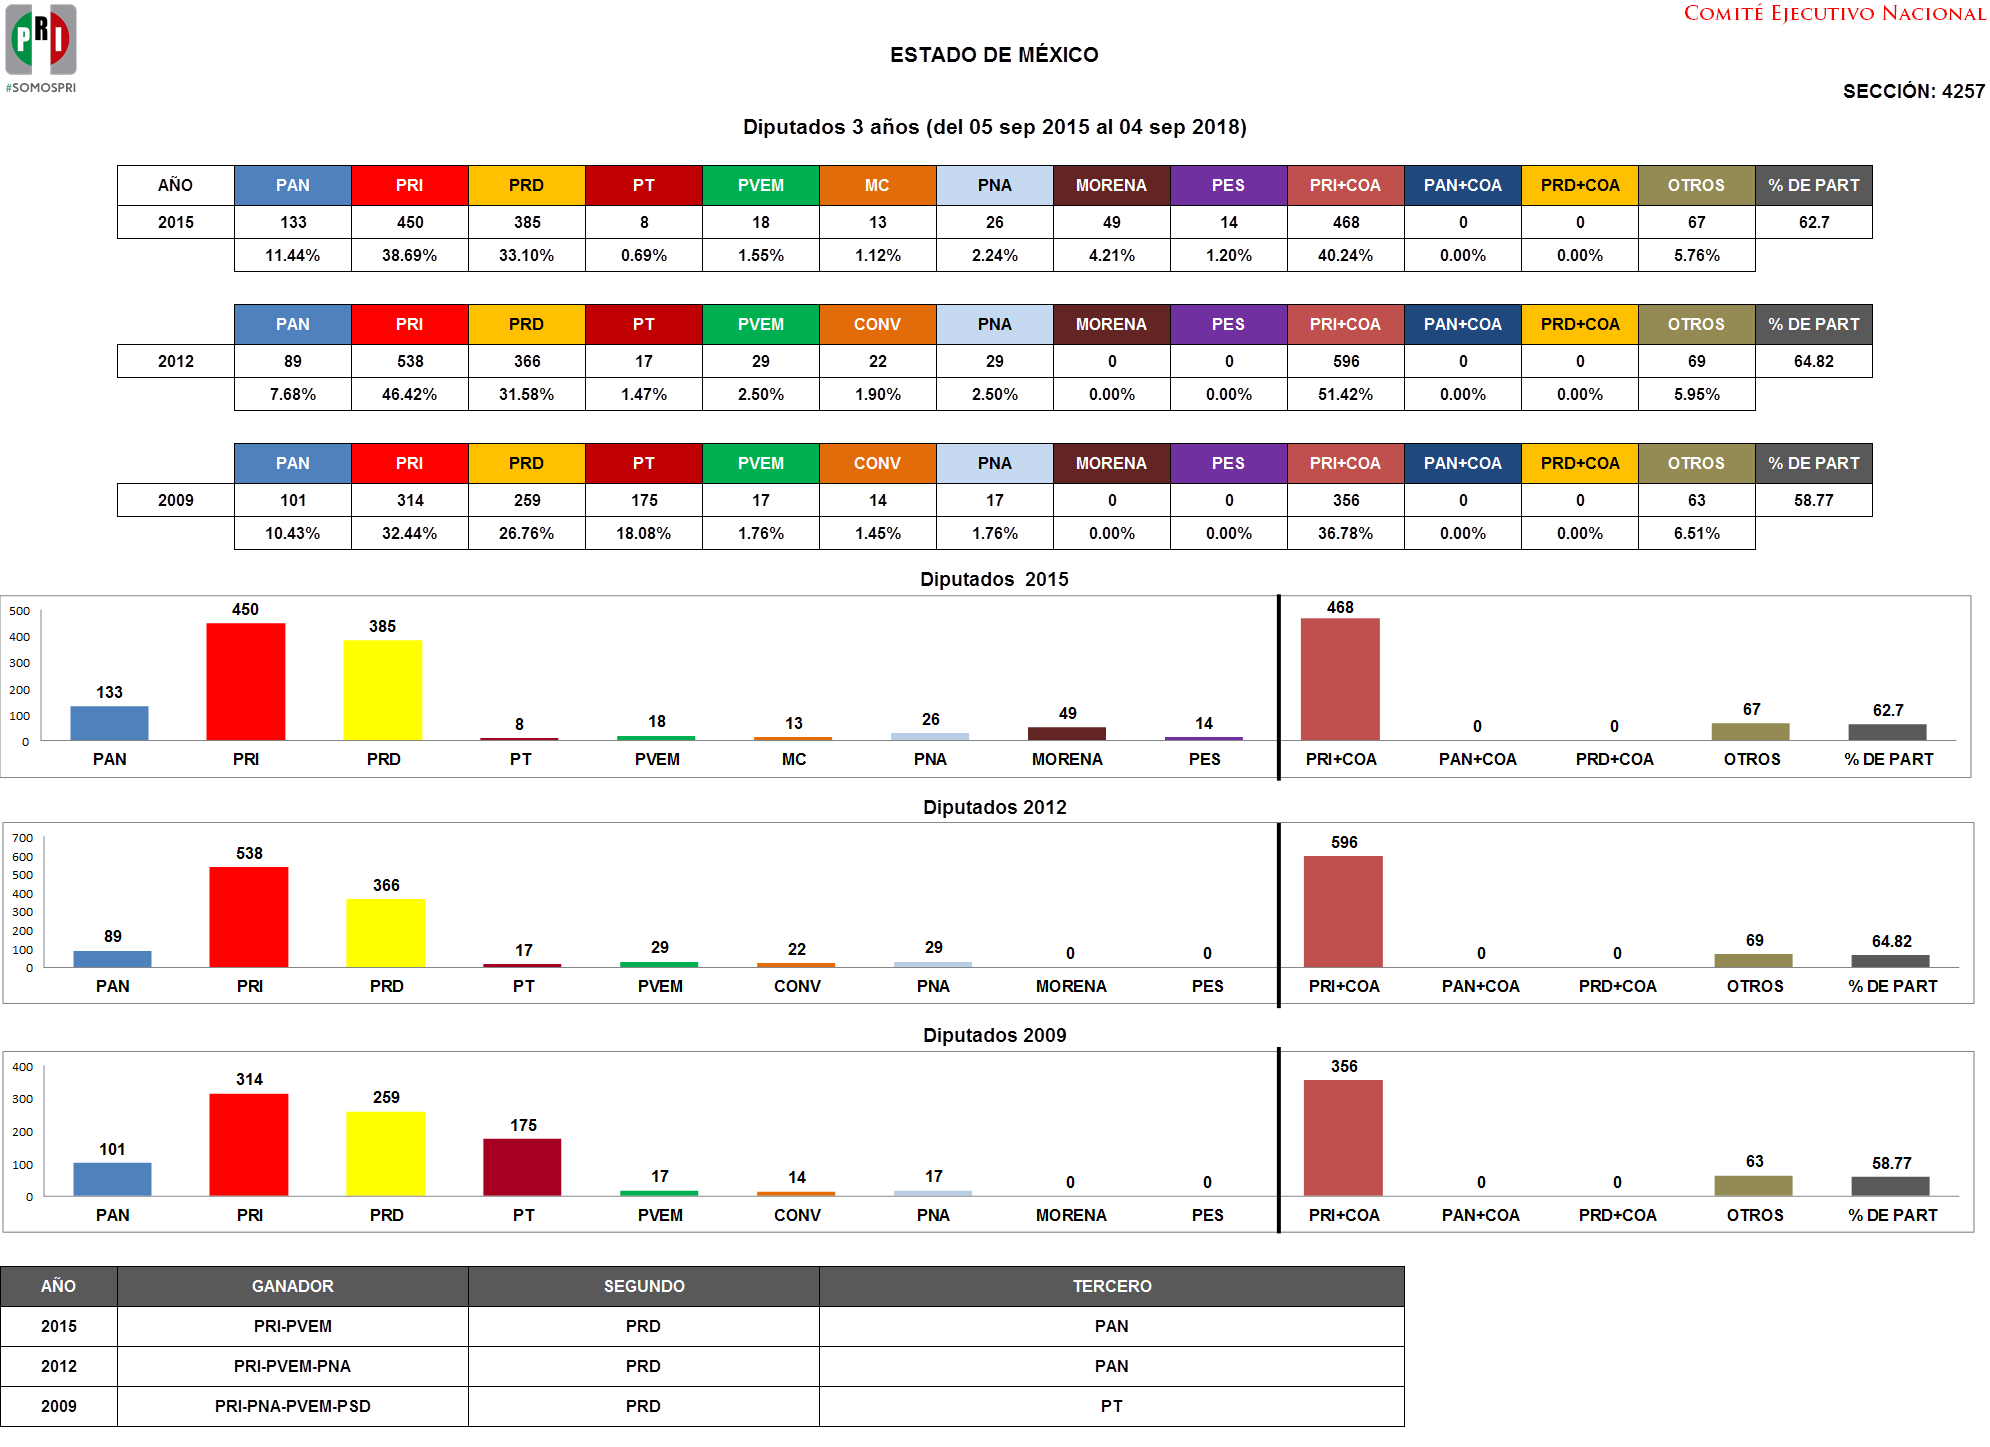 PRI
#SOMOSPRI
COMITÉ EJECUTIVO NACIONAL
ESTADO DE MÉXICO
SECCIÓN: 4257
Diputados 3 años (del 05 sep 2015 al 04 sep 2018)
AÑO PAN PRI PRD PT PVEM MC PNA MORENA PES PRI+COA PAN+COA PRD+COA OTROS % DE PART
2015 133 450 385 8 18 13 26 49 14 468 0 0 67 62.7
11.44% 38.69% 33.10% 0.69% 1.55% 1.12% 2.24% 4.21% 1.20% 40.24% 0.00% 0.00% 5.76%
PAN PRI PRD PT PVEM CONV PNA MORENA PES PRI+COA PAN+COA PRD+COA OTROS % DE PART
2012 89 538 366 17 29 22 29 0 0 596 0 0 69 64.82
7.68% 46.42% 31.58% 1.47% 2.50% 1.90% 2.50% 0.00% 0.00% 51.42% 0.00% 0.00% 5.95%
PAN PRI PRD PT PVEM CONV PNA MORENA PES PRI+COA PAN+COA PRD+COA OTROS % DE PART
2009 101 314 259 175 17 14 17 0 0 356 0 0 63 58.77
10.43% 32.44% 26.76% 18.08% 1.76% 1.45% 1.76% 0.00% 0.00% 36.78% 0.00% 0.00% 6.51%
Diputados 2015
500
400
300
200
100
0
133 450 385 8 18 13 26 49 14 468 0 0 67 62.7
PAN PRI PRD PT PVEM MC PNA MORENA PES PRI+COA PAN+COA PRD+COA OTROS % DE PART
Diputados 2012
700
600
500
400
300
200
100
0
89 538 366 17 29 22 29 0 0 596 0 0 69 64.82
PAN PRI PRD PT PVEM CONV PNA MORENA PES PRI+COA PAN+COA PRD+COA OTROS % DE PART
Diputados 2009
400
300
200
100
0
101 314 259 175 17 14 17 0 0 356 0 0 63 58.77
PAN PRI PRD PT PVEM CONV PNA MORENA PES PRI+COA PAN+COA PRD+COA OTROS % DE PART
AÑO GANADOR SEGUNDO TERCERO
2015 PRI-PVEM PRD PAN
2012 PRI-PVEM-PNA PRD PAN
2009 PRI-PNA-PVEM-PSD PRD PT